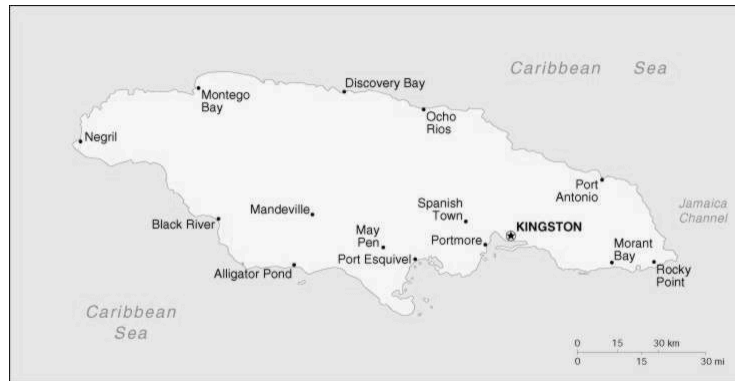 Caribbean Sea
Discovery Bay
Montego
Bay
Ocho
Rios
Negril
Port
Antonio
Jamaica
Channel
Mandeville
Spanish
Town
Black River
KINGSTON
May
Pen
Portmore
Port Esquivel
Morant
Bay
Alligator Pond
Rocky
Point
Caribbean
Sea
0 15 30 km
0 15 30 mi